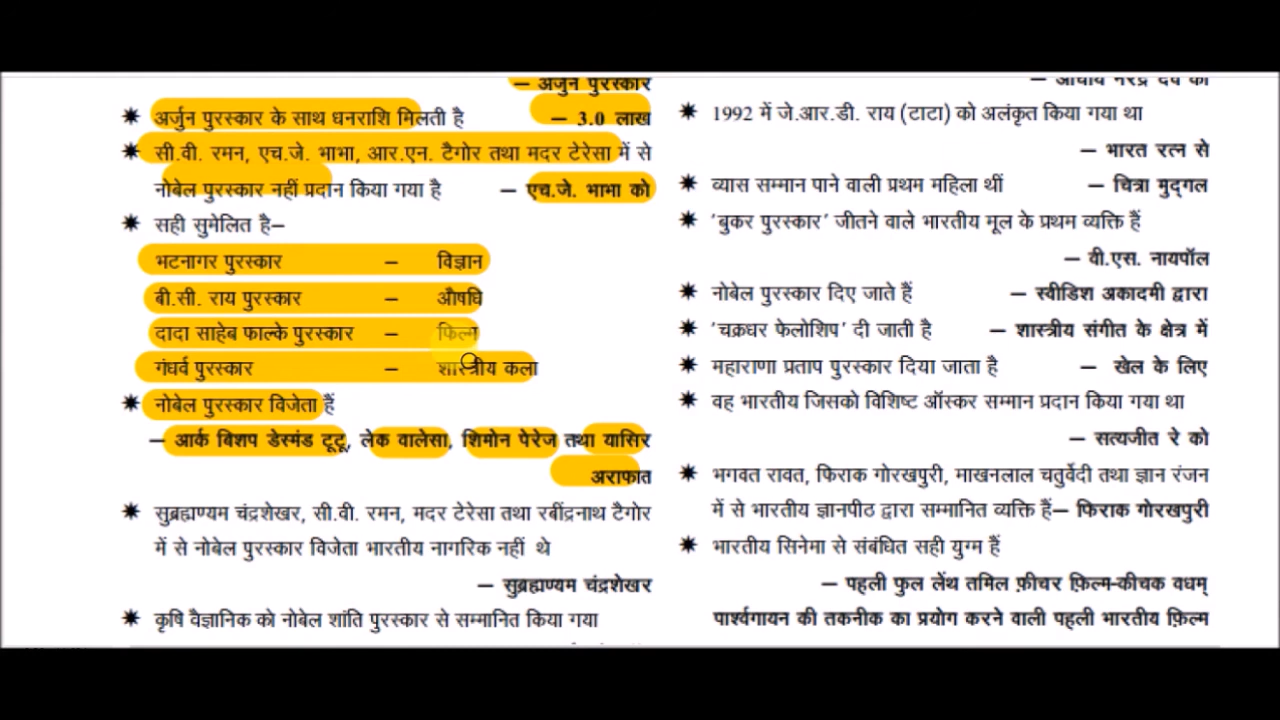 – अर्जुन पुरस्कार
✷ अर्जुन पुरस्कार के साथ धनराशि मिलती है – 3.0 लाख
✷ सी.वी. रमन, एच.जे. भाभा, आर.एन. टैगोर तथा मदर टेरेसा में से
नोबेल पुरस्कार नहीं प्रदान किया गया है – एच.जे. भाभा को
✷ सही सुमेलित है–
भटनागर पुरस्कार – विज्ञान
बी.सी. राय पुरस्कार – औषधि
दादा साहेब फाल्के पुरस्कार – फिल्म
गंधर्व पुरस्कार – शास्त्रीय कला
✷ नोबेल पुरस्कार विजेता हैं
– आर्क बिशप डेस्मंड टूटू, लेक वालेसा, शिमोन पेरेज तथा यासिर
अराफात
✷ सुब्रह्मण्यम चंद्रशेखर, सी.वी. रमन, मदर टेरेसा तथा रबींद्रनाथ टैगोर
में से नोबेल पुरस्कार विजेता भारतीय नागरिक नहीं थे
– सुब्रह्मण्यम चंद्रशेखर
✷ कृषि वैज्ञानिक को नोबेल शांति पुरस्कार से सम्मानित किया गया
– आचार्य नरेंद्र देव को
✷ 1992 में जे.आर.डी. राय (टाटा) को अलंकृत किया गया था
– भारत रत्न से
✷ व्यास सम्मान पाने वाली प्रथम महिला थीं – चित्रा मुद्गल
✷ 'बुकर पुरस्कार' जीतने वाले भारतीय मूल के प्रथम व्यक्ति हैं
– वी.एस. नायपॉल
✷ नोबेल पुरस्कार दिए जाते हैं – स्वीडिश अकादमी द्वारा
✷ 'चक्रधर फेलोशिप' दी जाती है – शास्त्रीय संगीत के क्षेत्र में
✷ महाराणा प्रताप पुरस्कार दिया जाता है – खेल के लिए
✷ वह भारतीय जिसको विशिष्ट ऑस्कर सम्मान प्रदान किया गया था
– सत्यजीत रे को
✷ भगवत रावत, फिराक गोरखपुरी, माखनलाल चतुर्वेदी तथा ज्ञान रंजन
में से भारतीय ज्ञानपीठ द्वारा सम्मानित व्यक्ति हैं– फिराक गोरखपुरी
✷ भारतीय सिनेमा से संबंधित सही युग्म हैं
– पहली फुल लेंथ तमिल फ़ीचर फ़िल्म-कीचक वधम्
पार्श्वगायन की तकनीक का प्रयोग करने वाली पहली भारतीय फ़िल्म